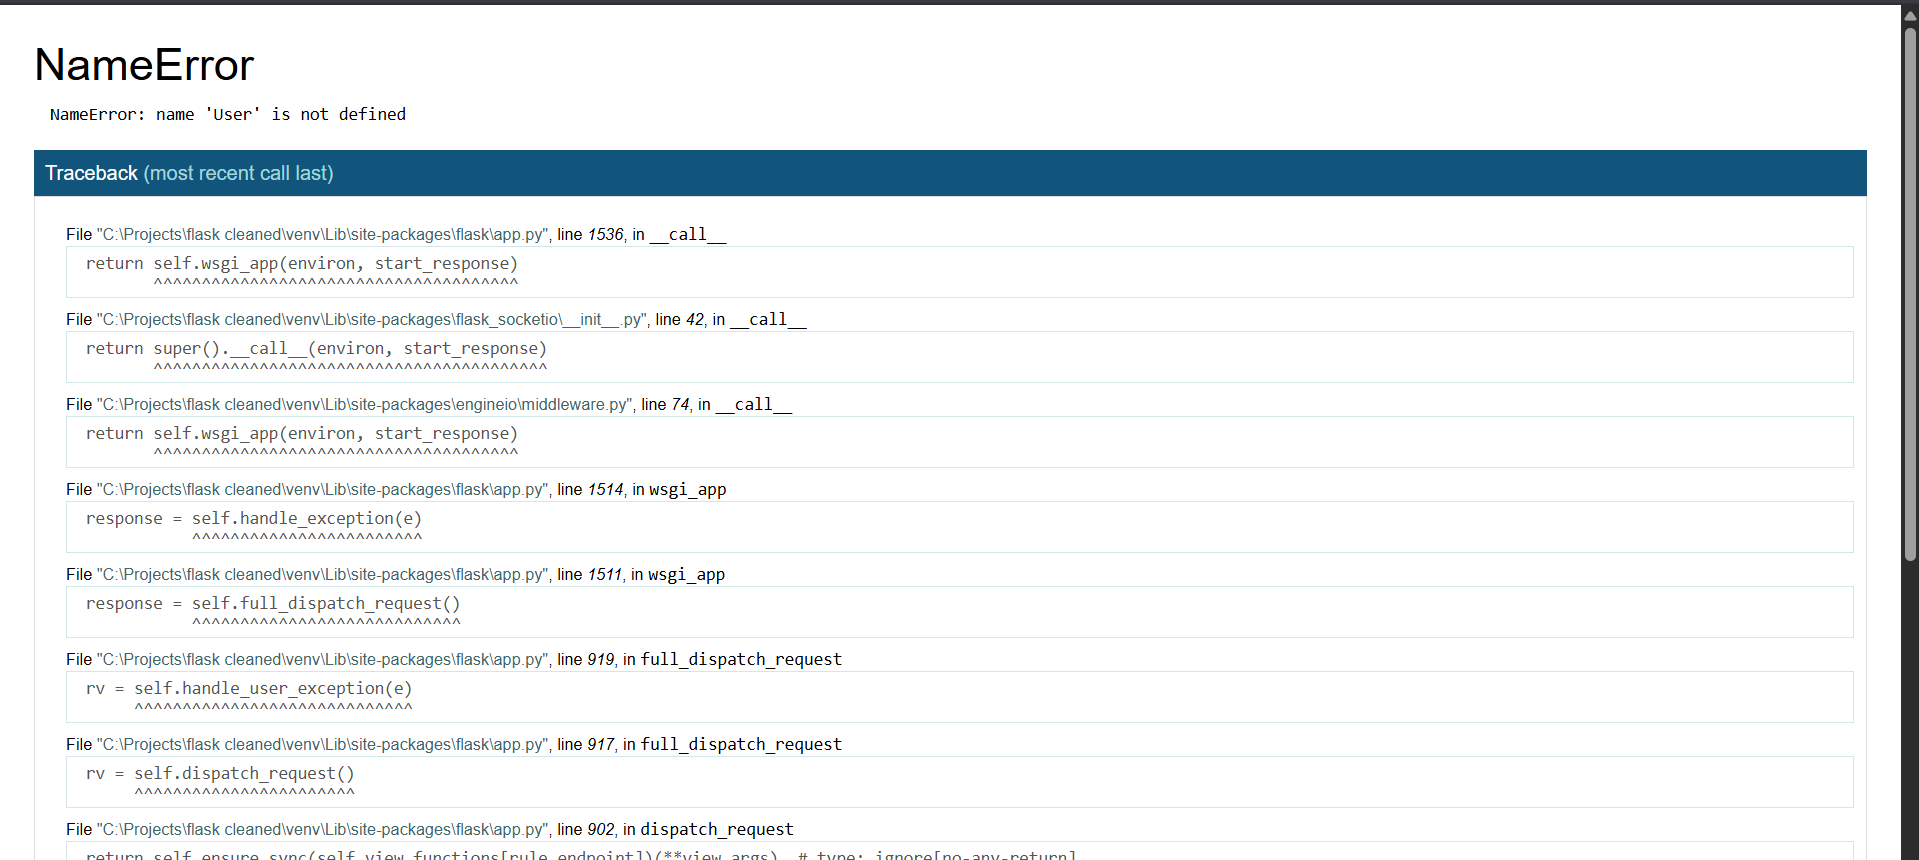 NameError
NameError: name 'User' is not defined
Traceback (most recent call last)
File "C:\Projects\flask cleaned\venv\Lib\site-packages\flask\app.py", line 1536, in __call__
return self.wsgi_app(environ, start_response)
^^^^^^^^^^^^^^^^^^^^^^^^^^^^^^^^^^^^^^
File "C:\Projects\flask cleaned\venv\Lib\site-packages\flask_socketio\__init__.py", line 42, in __call__
return super().__call__(environ, start_response)
^^^^^^^^^^^^^^^^^^^^^^^^^^^^^^^^^^^^^^^^^
File "C:\Projects\flask cleaned\venv\Lib\site-packages\engineio\middleware.py", line 74, in __call__
return self.wsgi_app(environ, start_response)
^^^^^^^^^^^^^^^^^^^^^^^^^^^^^^^^^^^^^^
File "C:\Projects\flask cleaned\venv\Lib\site-packages\flask\app.py", line 1514, in wsgi_app
response = self.handle_exception(e)
^^^^^^^^^^^^^^^^^^^^^^^^
File "C:\Projects\flask cleaned\venv\Lib\site-packages\flask\app.py", line 1511, in wsgi_app
response = self.full_dispatch_request()
^^^^^^^^^^^^^^^^^^^^^^^^^^^^
File "C:\Projects\flask cleaned\venv\Lib\site-packages\flask\app.py", line 919, in full_dispatch_request
rv = self.handle_user_exception(e)
^^^^^^^^^^^^^^^^^^^^^^^^^^^^^
File "C:\Projects\flask cleaned\venv\Lib\site-packages\flask\app.py", line 917, in full_dispatch_request
rv = self.dispatch_request()
^^^^^^^^^^^^^^^^^^^^^^^
File "C:\Projects\flask cleaned\venv\Lib\site-packages\flask\app.py", line 902, in dispatch_request
return self.ensure_sync(self.view_functions[rule.endpoint])(**view_args)  # type: ignore[no-any-return]